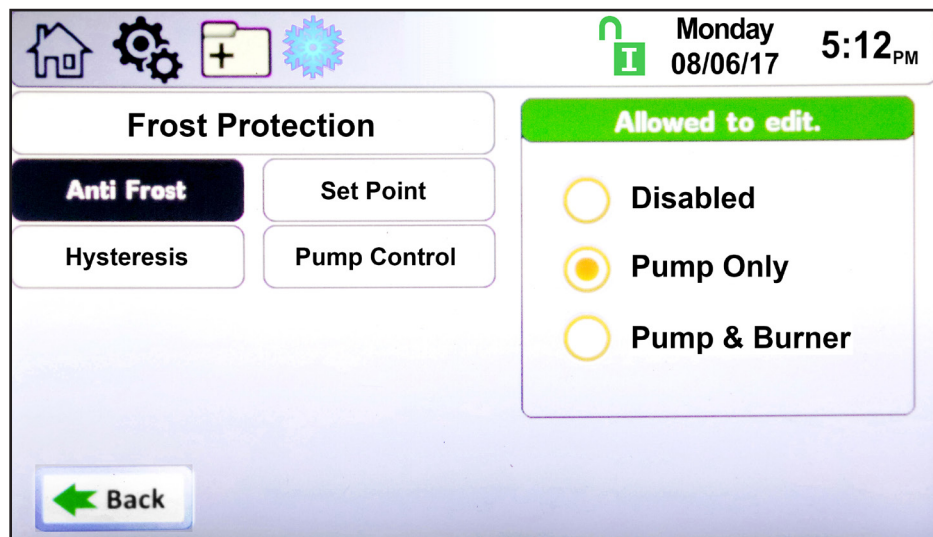 Monday
08/06/17
5:12PM
I
Frost Protection
Allowed to edit.
Anti Frost
Set Point
Hysteresis
Pump Control
Disabled
Pump Only
Pump & Burner
Back